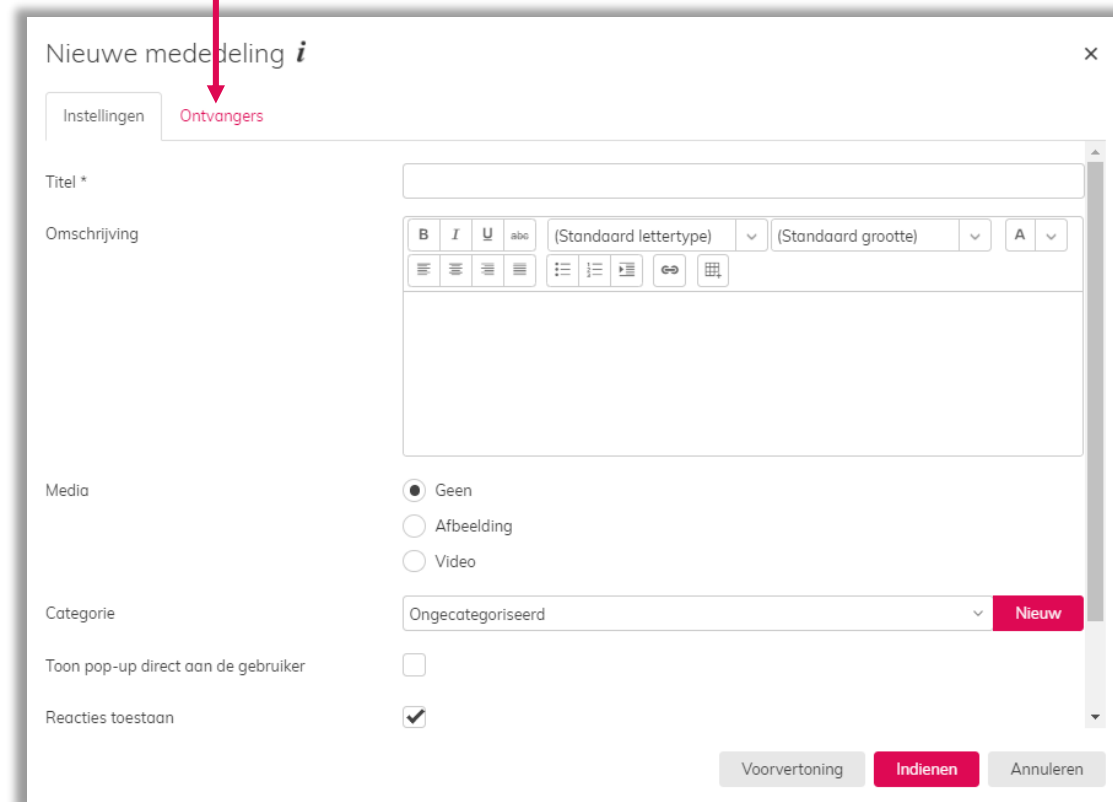 Nieuwe mededeling i
Instellingen Ontvangers
Titel *
Omschrijving
B I U abc (Standaard lettertype) (Standaard grootte) A
Media
Geen
Afbeelding
Video
Categorie Ongecategoriseerd Nieuw
Toon pop-up direct aan de gebruiker
Reacties toestaan
Voorvertoning Indienen Annuleren